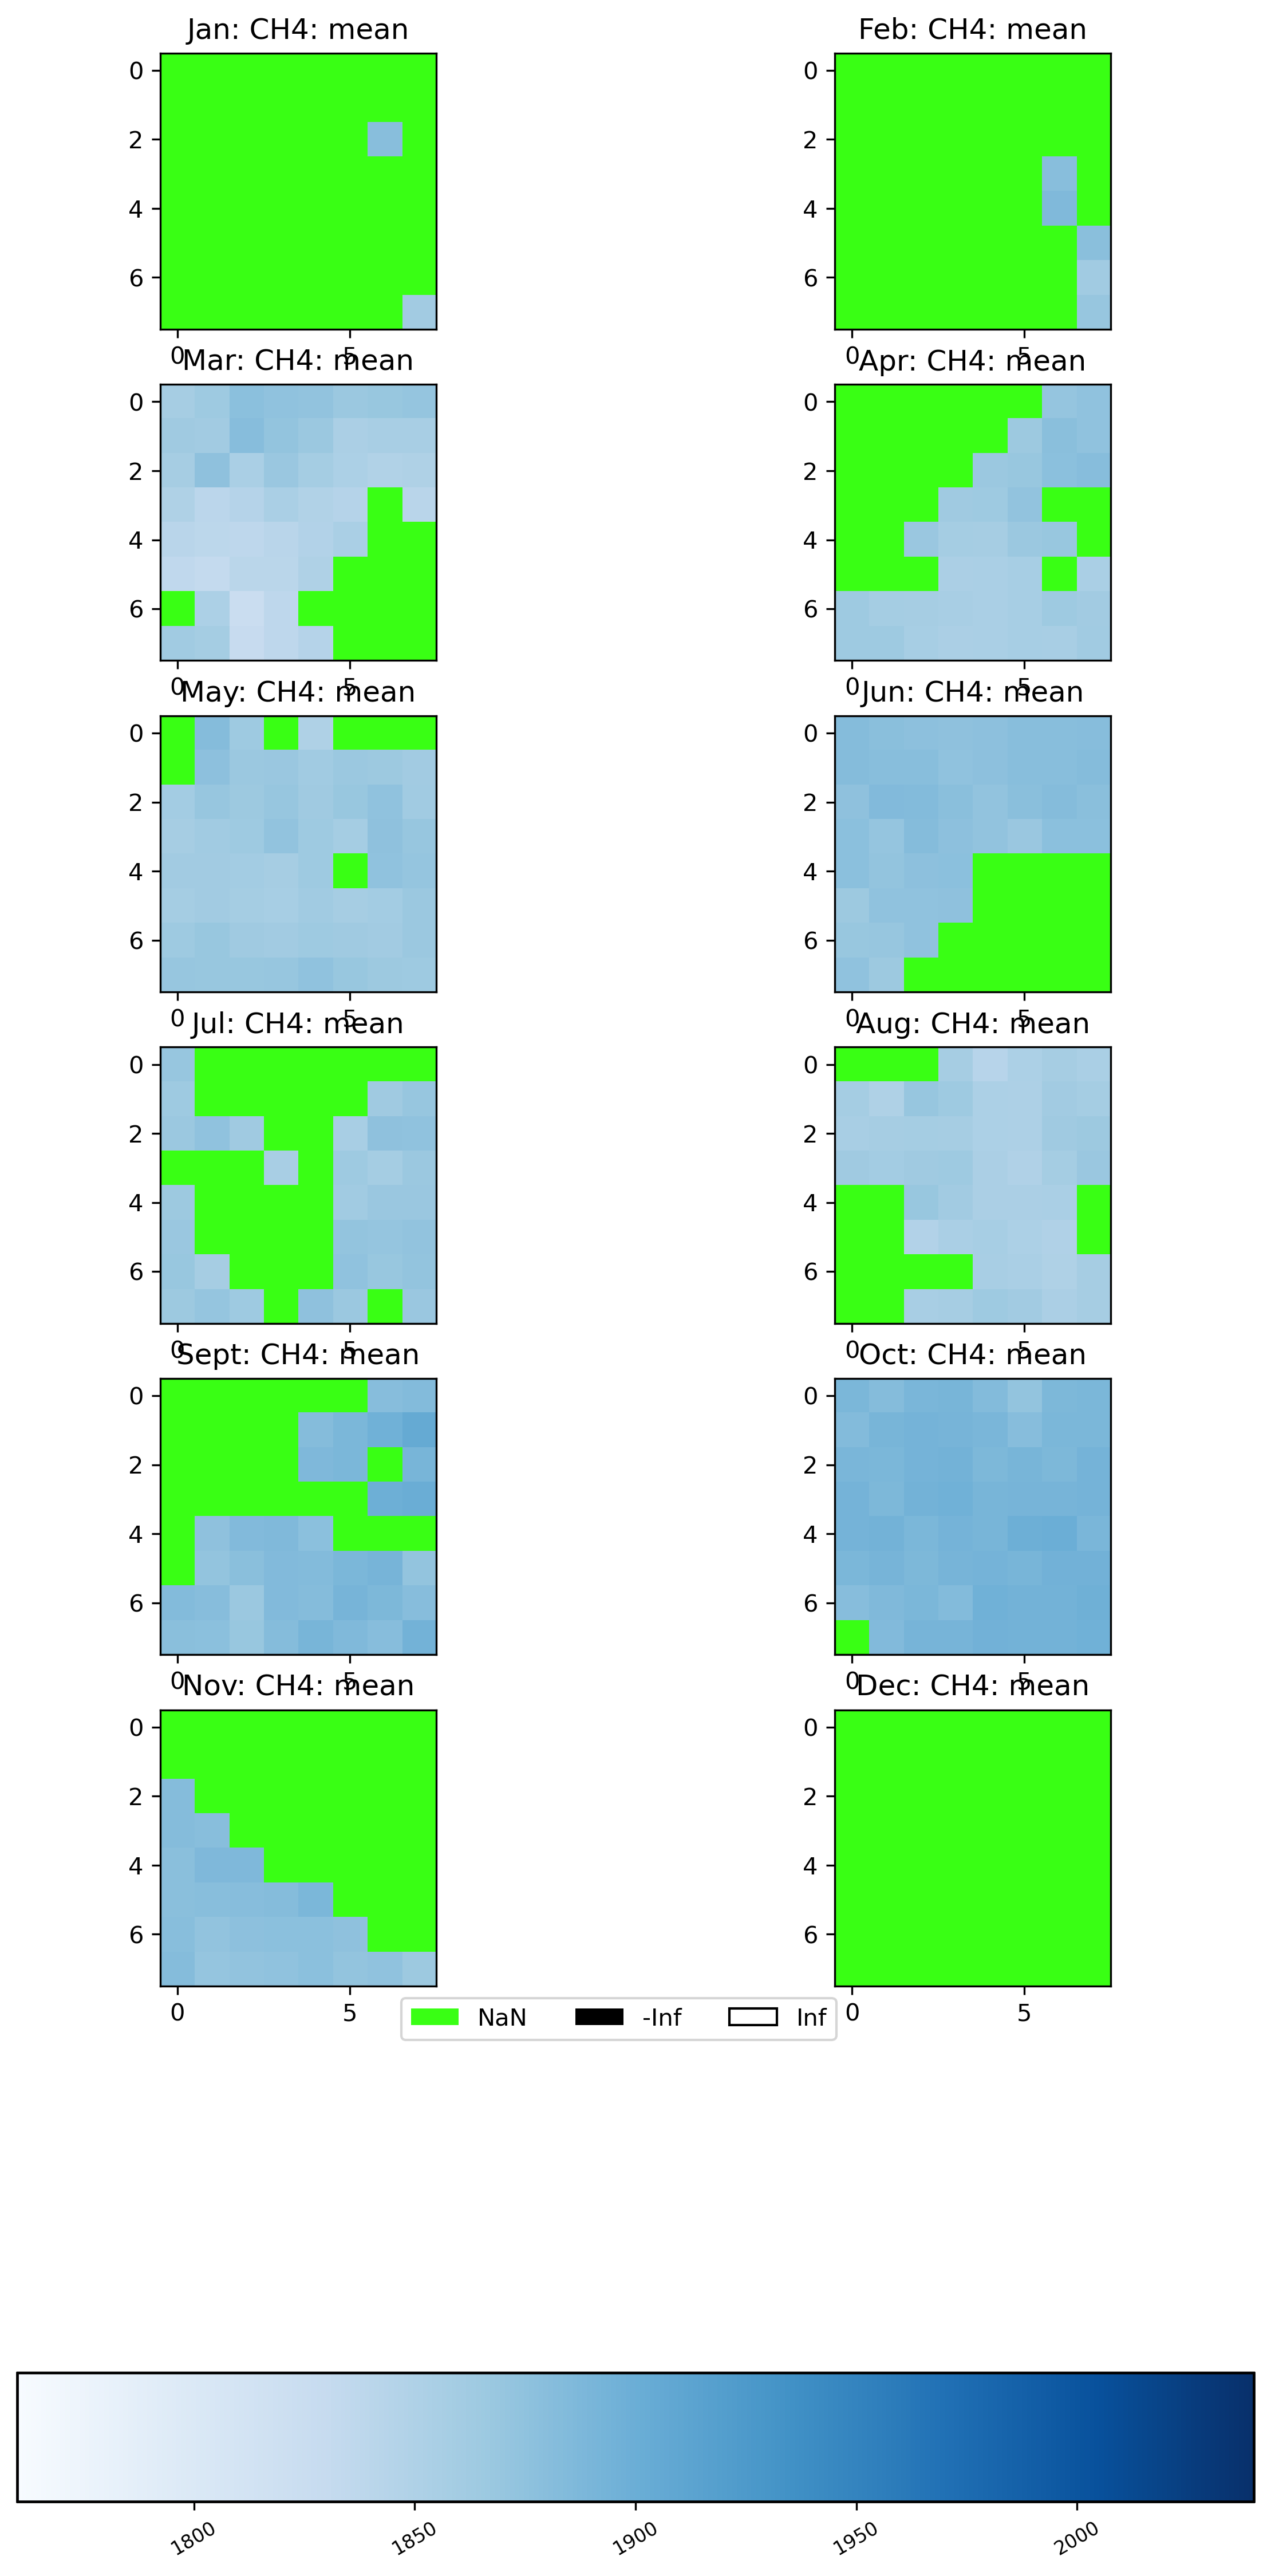 Jan: CH4: mean Feb: CH4: mean
0 0
2 2
4 4
6 6
0 5 0 5
Mar: CH4: mean Apr: CH4: mean
0 0
2 2
4 4
6 6
0 5 0 5
May: CH4: mean Jun: CH4: mean
0 0
2 2
4 4
6 6
0 5 0 5
Jul: CH4: mean Aug: CH4: mean
0 0
2 2
4 4
6 6
0 5 0 5
Sept: CH4: mean Oct: CH4: mean
0 0
2 2
4 4
6 6
0 5 0 5
Nov: CH4: mean Dec: CH4: mean
0 0
2 2
4 4
6 6
0 5 0 5
NaN -Inf Inf
1800 1850 1900 1950 2000